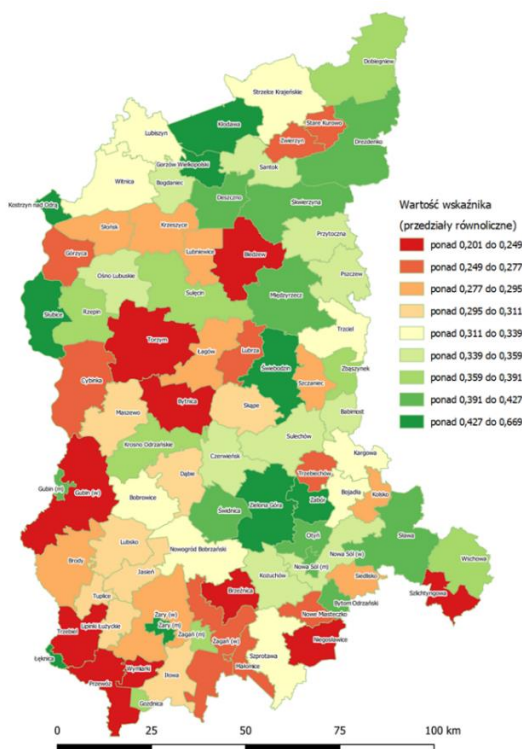 Dobiegniew
Strzelce Krajeńskie
Kłodawa
Stare Kurowo
Lubiszyn
Zwierzyn
Drezdenko
Gorzów Wielkopolski
Santok
Witnica
Bogdaniec
Deszczno
Skwierzyna
Kostrzyn nad Odrą
Słońsk
Krzeszyce
Przytoczna
Górzyca
Lubniewice
Bledzew
Pszczew
Ośno Lubuskie
Międzyrzecz
Rzepin
Sulęcin
Słubice
Trzciel
Torzym
Łagów
Lubrza
Świebodzin
Zbąszynek
Szczaniec
Cybinka
Bytnica
Skąpe
Maszewo
Babimost
Krosno Odrzańskie
Sulechów
Czerwieńsk
Kargowa
Dąbie
Trzebiechów
Gubin (m)
Gubin (w)
Bobrowice
Zabór
Bojadła
Kolsko
Świdnica
Zielona Góra
Sława
Otyń
Lubsko
Nowogród Bobrzański
Nowa Sól (w)
Wschowa
Brody
Nowa Sól (m)
Jasień
Kożuchów
Siedlisko
Szlichtyngowa
Brzeźnica
Bytom Odrzański
Tuplice
Żary (w)
Nowe Miasteczko
Lipinki Łużyckie
Trzebiel
Żary (m)
Żagań (m)
Żagań (w)
Niegosławice
Szprotawa
Łęknica
Wymiarki
Małomice
Przewóz
Iłowa
Gozdnica
Wartość wskaźnika
(przedziały równoliczne)
ponad 0,201 do 0,249
ponad 0,249 do 0,277
ponad 0,277 do 0,295
ponad 0,295 do 0,311
ponad 0,311 do 0,339
ponad 0,339 do 0,359
ponad 0,359 do 0,391
ponad 0,391 do 0,427
ponad 0,427 do 0,669
0 25 50 75 100 km